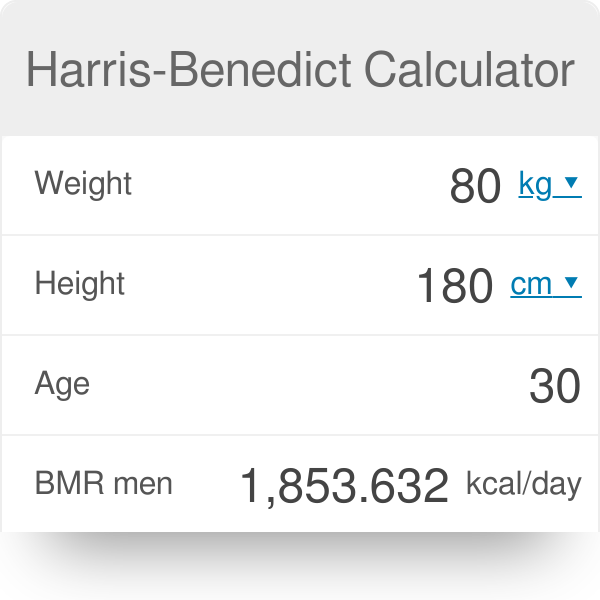 Harris-Benedict Calculator
Weight 80 kg ▼
Height 180 cm ▼
Age 30
BMR men 1,853.632 kcal/day